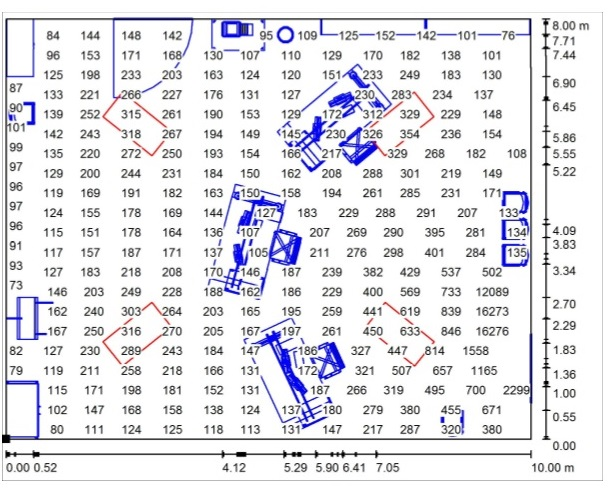 84 144 148 142 95 109 125 152 142 101 76 8.00 m
7.71
96 153 171 168 130 107 110 129 170 182 138 101 7.44
125 198 233 203 163 124 120 151 233 249 183 130
87 6.90
133 221 266 227 176 131 127 230 283 234 137
90 6.45
139 252 315 261 190 153 129 172 312 329 229 148
101
142 243 318 267 194 149 145 230 326 354 236 154 5.86
99
135 205 272 250 193 154 166 217 329 268 182 108 5.55
97 5.22
129 200 244 231 184 150 162 208 288 301 219 149
96
119 169 191 182 163 150 158 194 261 285 231 171
97
124 155 178 169 144 127 183 229 288 291 207 133
96
115 151 178 164 136 107 207 269 290 395 281 134 4.09
91 3.83
117 157 187 171 137 105 211 276 298 401 284 135
93
127 183 218 208 170 146 187 239 382 429 537 502 3.34
73
146 203 249 228 188 162 186 229 400 569 733 12089
2.70
162 240 303 264 203 165 195 259 441 619 839 16273
2.29
167 250 316 270 205 167 197 261 450 633 846 16276
82 127 230 289 243 184 147 186 327 447 814 1558 1.83
79 119 211 258 218 166 131 172 321 507 657 1165 1.36
115 171 198 181 152 131 187 266 319 495 700 2299 1.00
102 147 168 158 138 124 137 180 279 380 455 671 0.55
80 111 124 125 118 113 131 147 217 287 320 380
0.00
0.00 0.52 4.12 5.29 5.90 6.41 7.05 10.00 m